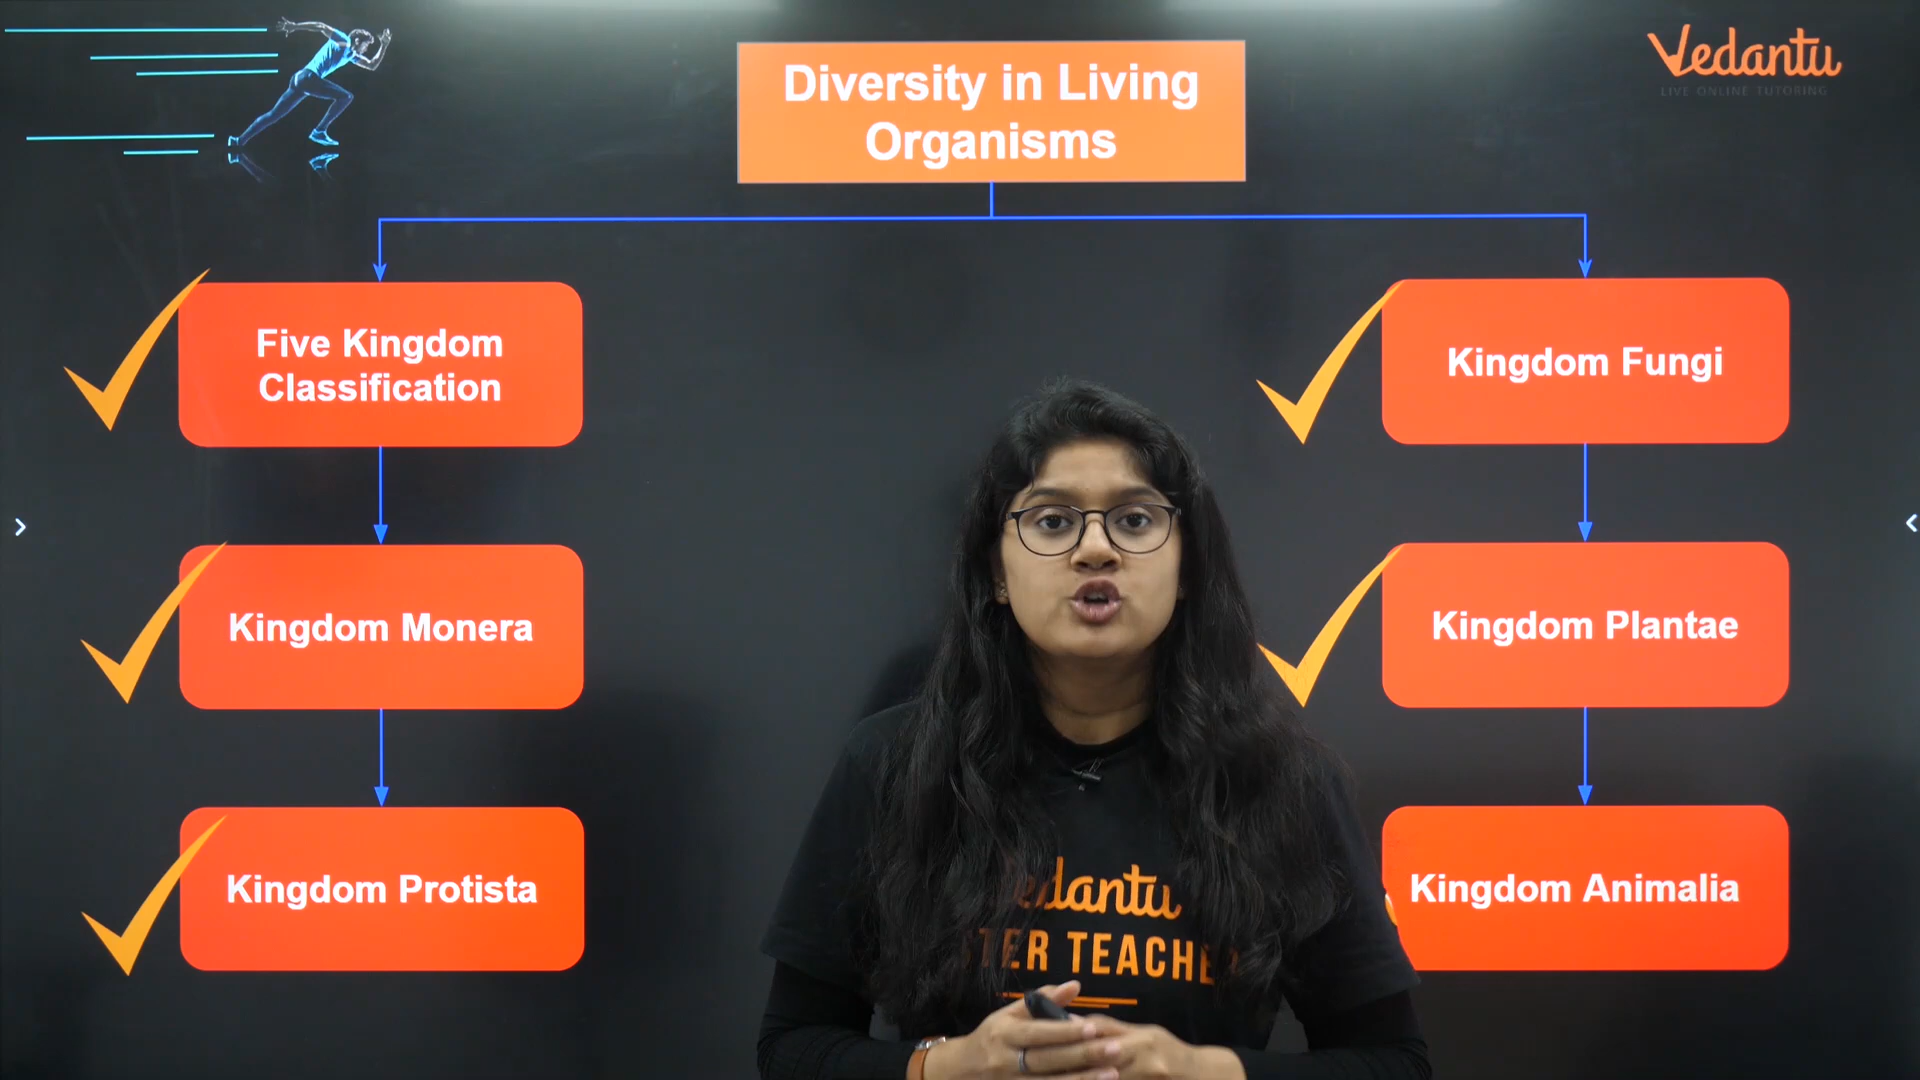 Diversity in Living
Organisms
Vedantu
LIVE ONLINE TUTORING
Five Kingdom
Classification
Kingdom Monera
Kingdom Protista
Kingdom Fungi
Kingdom Plantae
Kingdom Animalia
TEACHE